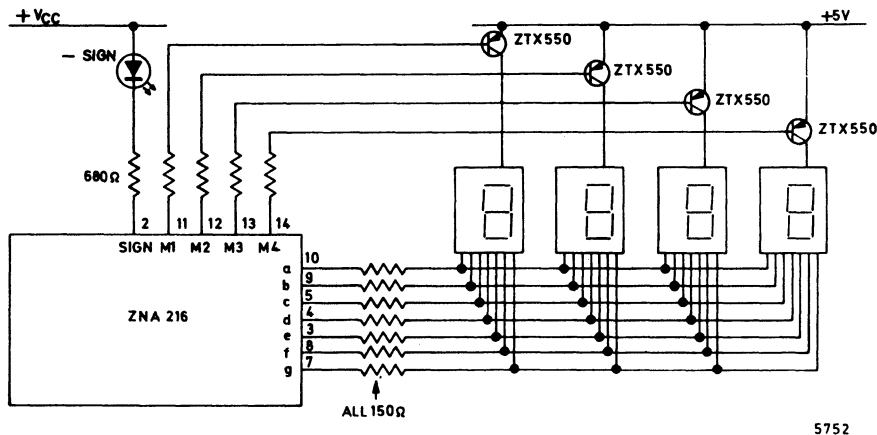 +VCC
+5V
- SIGN
ZTX550
ZTX550
ZTX550
ZTX550
680Ω
2 11 12 13 14
SIGN M1 M2 M3 M4
ZNA 216
a 10
b 9
c 5
d 4
e 3
f 8
g 7
ALL 150Ω
5752